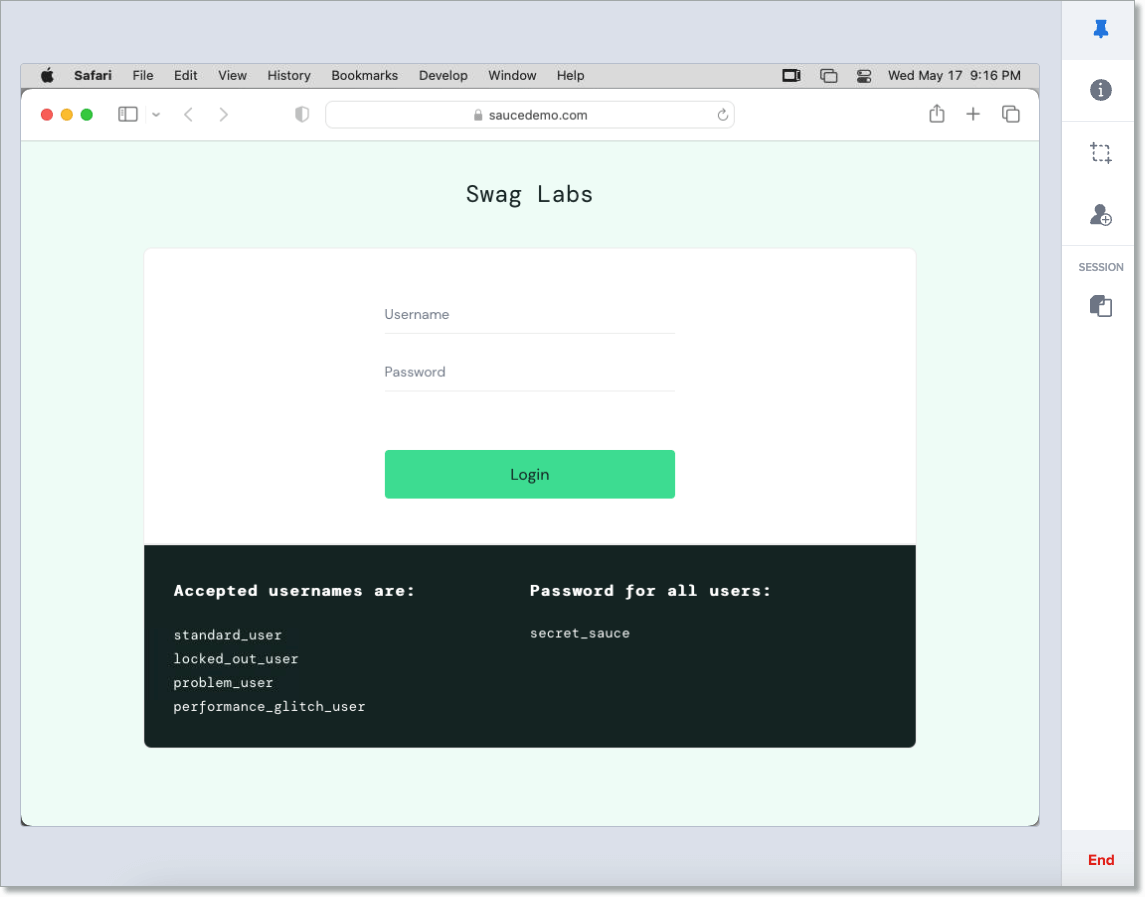 Safari File Edit View History Bookmarks Develop Window Help Wed May 17 9:16 PM
saucedemo.com
Swag Labs
Username
Password
Login
Accepted usernames are:
standard_user
locked_out_user
problem_user
performance_glitch_user
Password for all users:
secret_sauce
SESSION
End